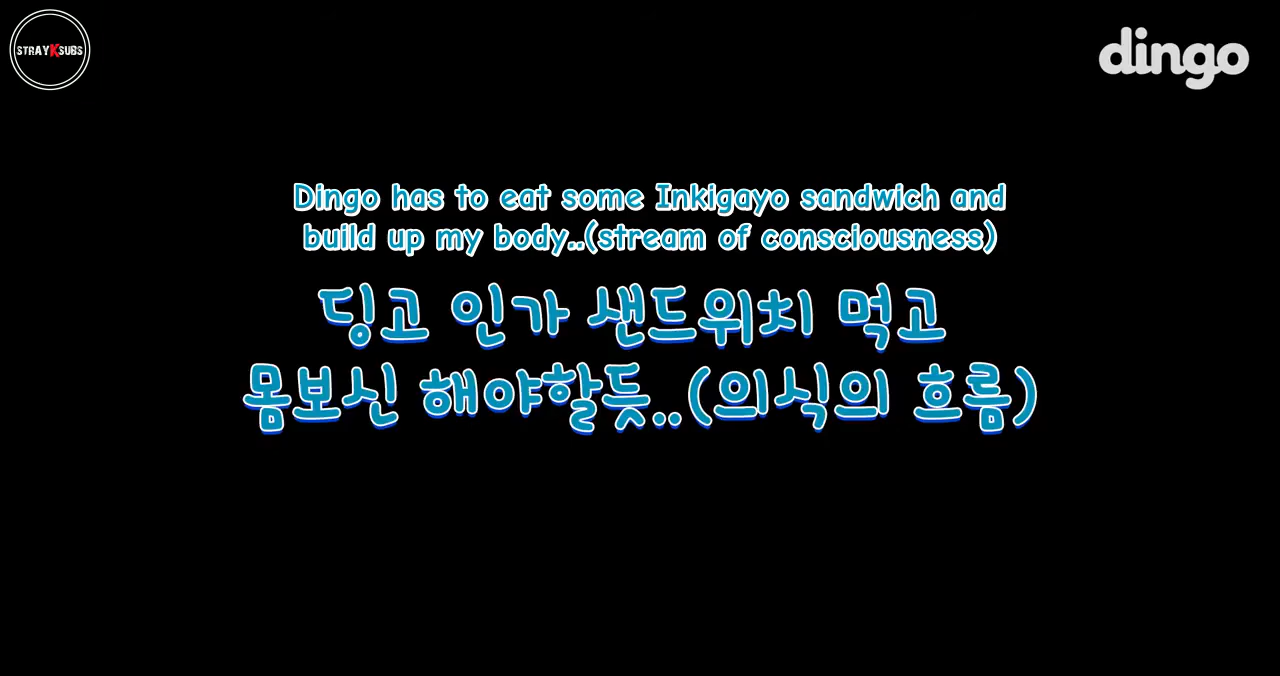 STRAYKSUBS
dingo
Dingo has to eat some Inkigayo sandwich and
build up my body..(stream of consciousness)
딩고 인가 샌드위치 먹고
몸보신 해야할듯..(의식의 흐름)